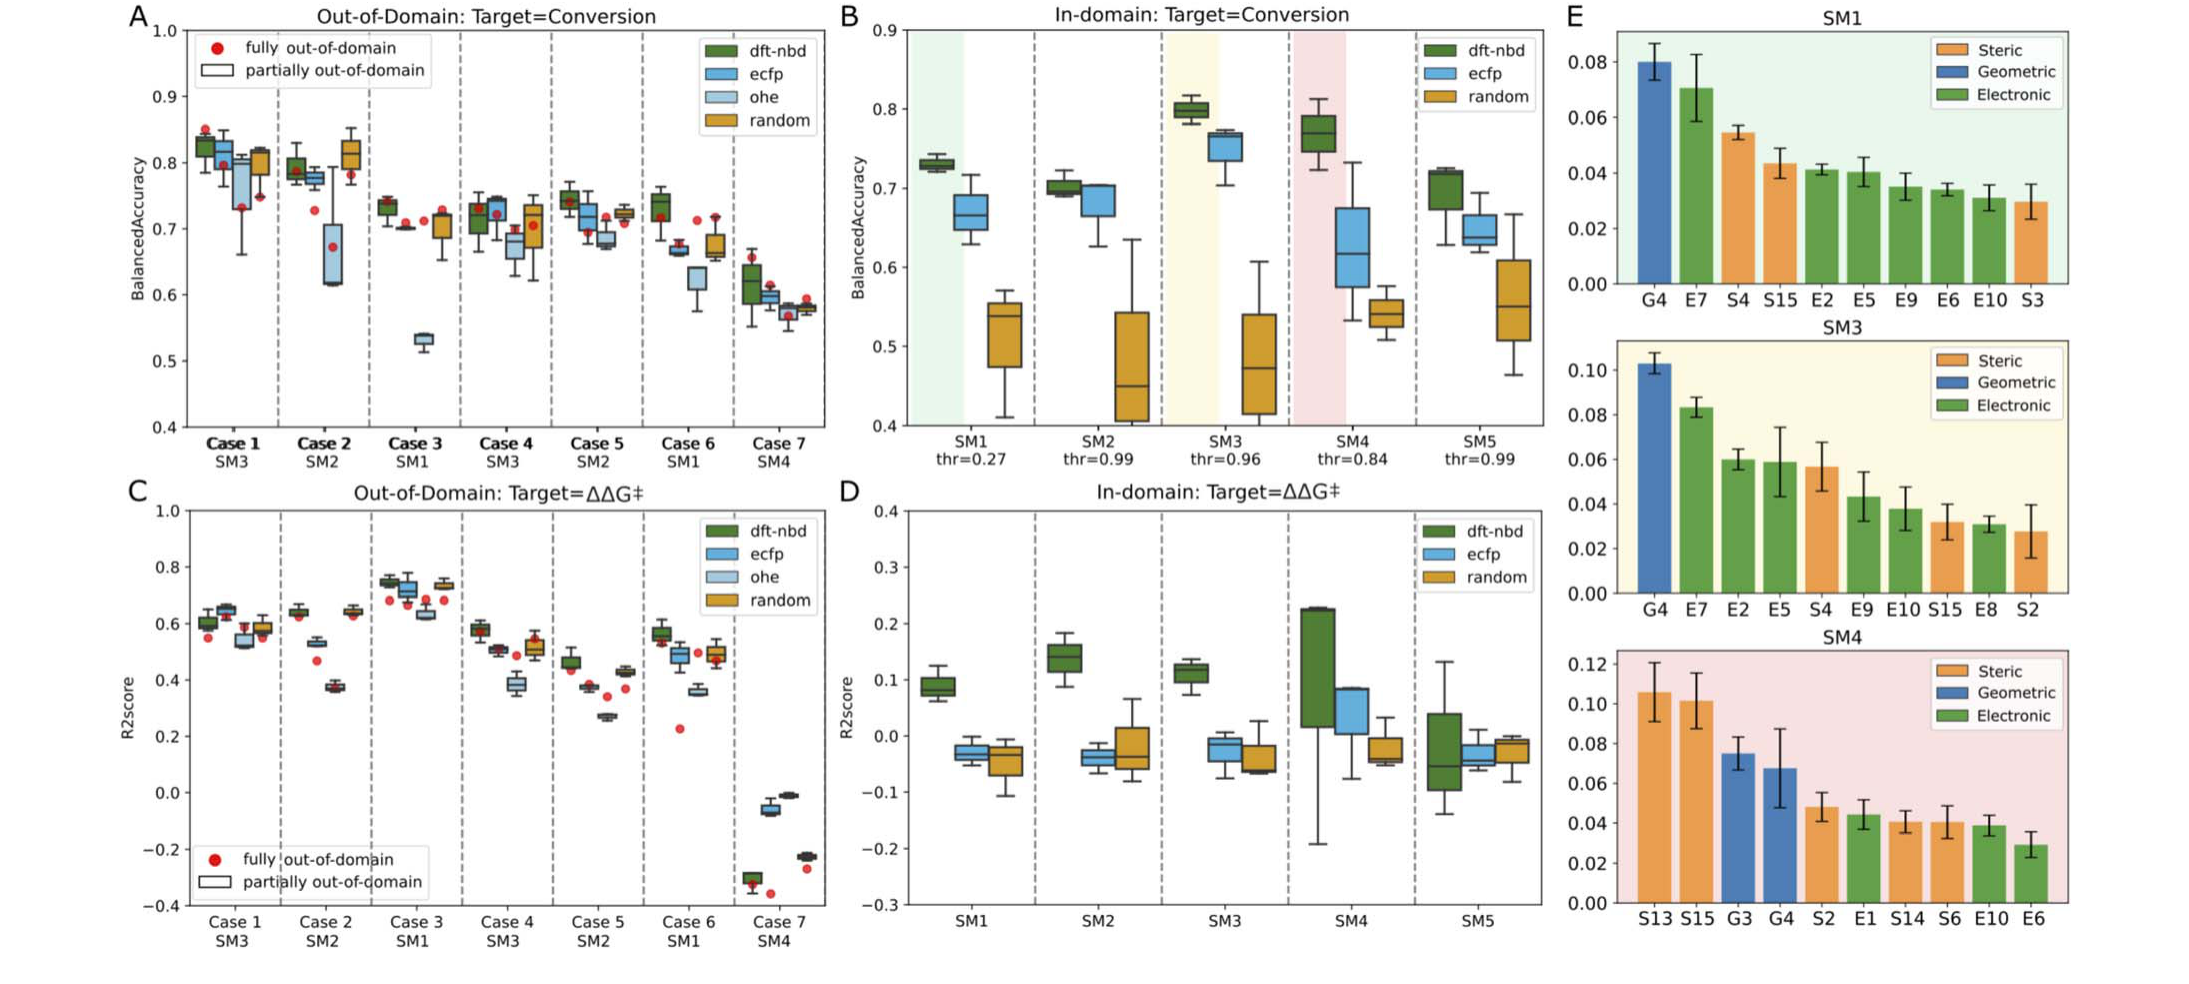 A
Out-of-Domain: Target=Conversion
fully out-of-domain
partially out-of-domain
dft-nbd
ecfp
ohe
random
BalancedAccuracy
1.0
0.9
0.8
0.7
0.6
0.5
0.4
Case 1 Case 2 Case 3 Case 4 Case 5 Case 6 Case 7
SM3 SM2 SM1 SM3 SM2 SM1 SM4
B
In-domain: Target=Conversion
dft-nbd
ecfp
random
BalancedAccuracy
0.9
0.8
0.7
0.6
0.5
0.4
SM1 SM2 SM3 SM4 SM5
thr=0.27 thr=0.99 thr=0.96 thr=0.84 thr=0.99
C
Out-of-Domain: Target=ΔΔG‡
dft-nbd
ecfp
ohe
random
R2score
1.0
0.8
0.6
0.4
0.2
0.0
−0.2
−0.4
fully out-of-domain
partially out-of-domain
Case 1 Case 2 Case 3 Case 4 Case 5 Case 6 Case 7
SM3 SM2 SM1 SM3 SM2 SM1 SM4
D
In-domain: Target=ΔΔG‡
dft-nbd
ecfp
random
R2score
0.4
0.3
0.2
0.1
0.0
−0.1
−0.2
−0.3
SM1 SM2 SM3 SM4 SM5
E
SM1
Steric
Geometric
Electronic
0.08
0.06
0.04
0.02
0.00
G4 E7 S4 S15 E2 E5 E9 E6 E10 S3
SM3
Steric
Geometric
Electronic
0.10
0.08
0.06
0.04
0.02
0.00
G4 E7 E2 E5 S4 E9 E10 S15 E8 S2
SM4
Steric
Geometric
Electronic
0.12
0.10
0.08
0.06
0.04
0.02
0.00
S13 S15 G3 G4 S2 E1 S14 S6 E10 E6